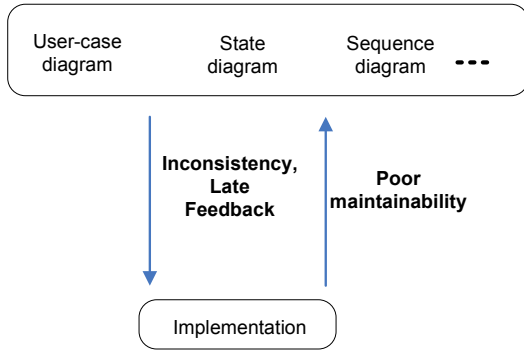 User-case
diagram
State
diagram
Sequence
diagram
Inconsistency,
Late
Feedback
Poor
maintainability
Implementation